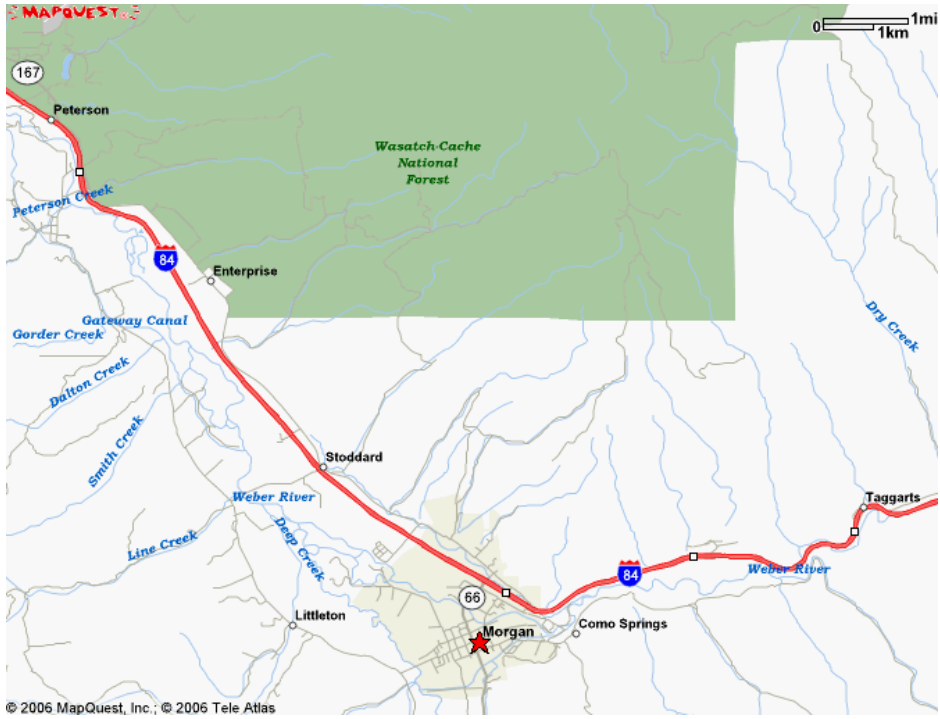 MAPQUEST
0 1mi
1km
167
Peterson
Wasatch-Cache
National
Forest
Peterson Creek
84
Enterprise
Gateway Canal
Gorder Creek
Dry Creek
Dalton Creek
Smith Creek
Stoddard
Weber River
Taggarts
Deep Creek
Line Creek
Weber River
84
66
Littleton
Morgan
Como Springs
© 2006 MapQuest, Inc.; © 2006 Tele Atlas